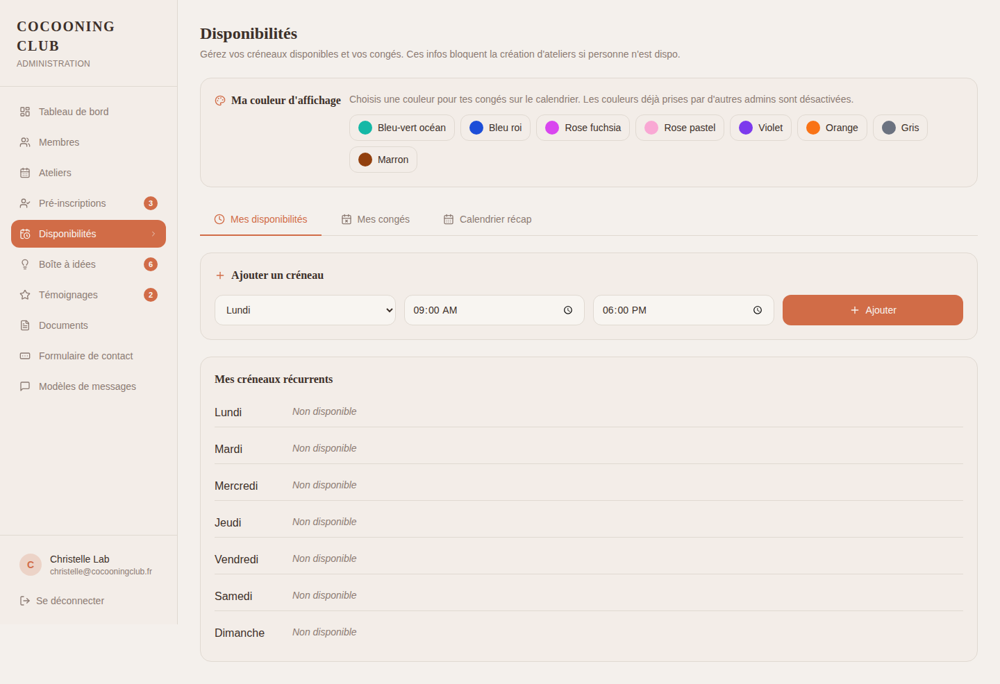 COCOONING
CLUB
ADMINISTRATION
Tableau de bord
Membres
Ateliers
Pré-inscriptions 3
Disponibilités
Boîte à idées 6
Témoignages 2
Documents
Formulaire de contact
Modèles de messages
C
Christelle Lab
christelle@cocooningclub.fr
Se déconnecter
Disponibilités
Gérez vos créneaux disponibles et vos congés. Ces infos bloquent la création d'ateliers si personne n'est dispo.
Ma couleur d'affichage
Choisis une couleur pour tes congés sur le calendrier. Les couleurs déjà prises par d'autres admins sont désactivées.
Bleu-vert océan Bleu roi Rose fuchsia Rose pastel Violet Orange Gris
Marron
Mes disponibilités Mes congés Calendrier récap
Ajouter un créneau
Lundi 09:00 AM 06:00 PM Ajouter
Mes créneaux récurrents
Lundi Non disponible
Mardi Non disponible
Mercredi Non disponible
Jeudi Non disponible
Vendredi Non disponible
Samedi Non disponible
Dimanche Non disponible